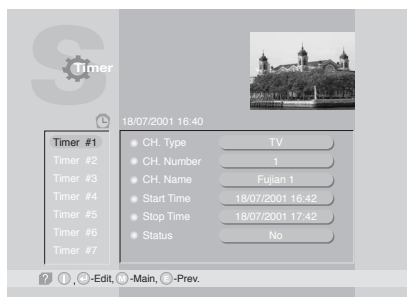 Timer
18/07/2001 16:40
Timer #1
Timer #2
Timer #3
Timer #4
Timer #5
Timer #6
Timer #7
CH. Type TV
CH. Number 1
CH. Name Fujian 1
Start Time 18/07/2001 16:42
Stop Time 18/07/2001 17:42
Status No
? , -Edit, M -Main, E -Prev.